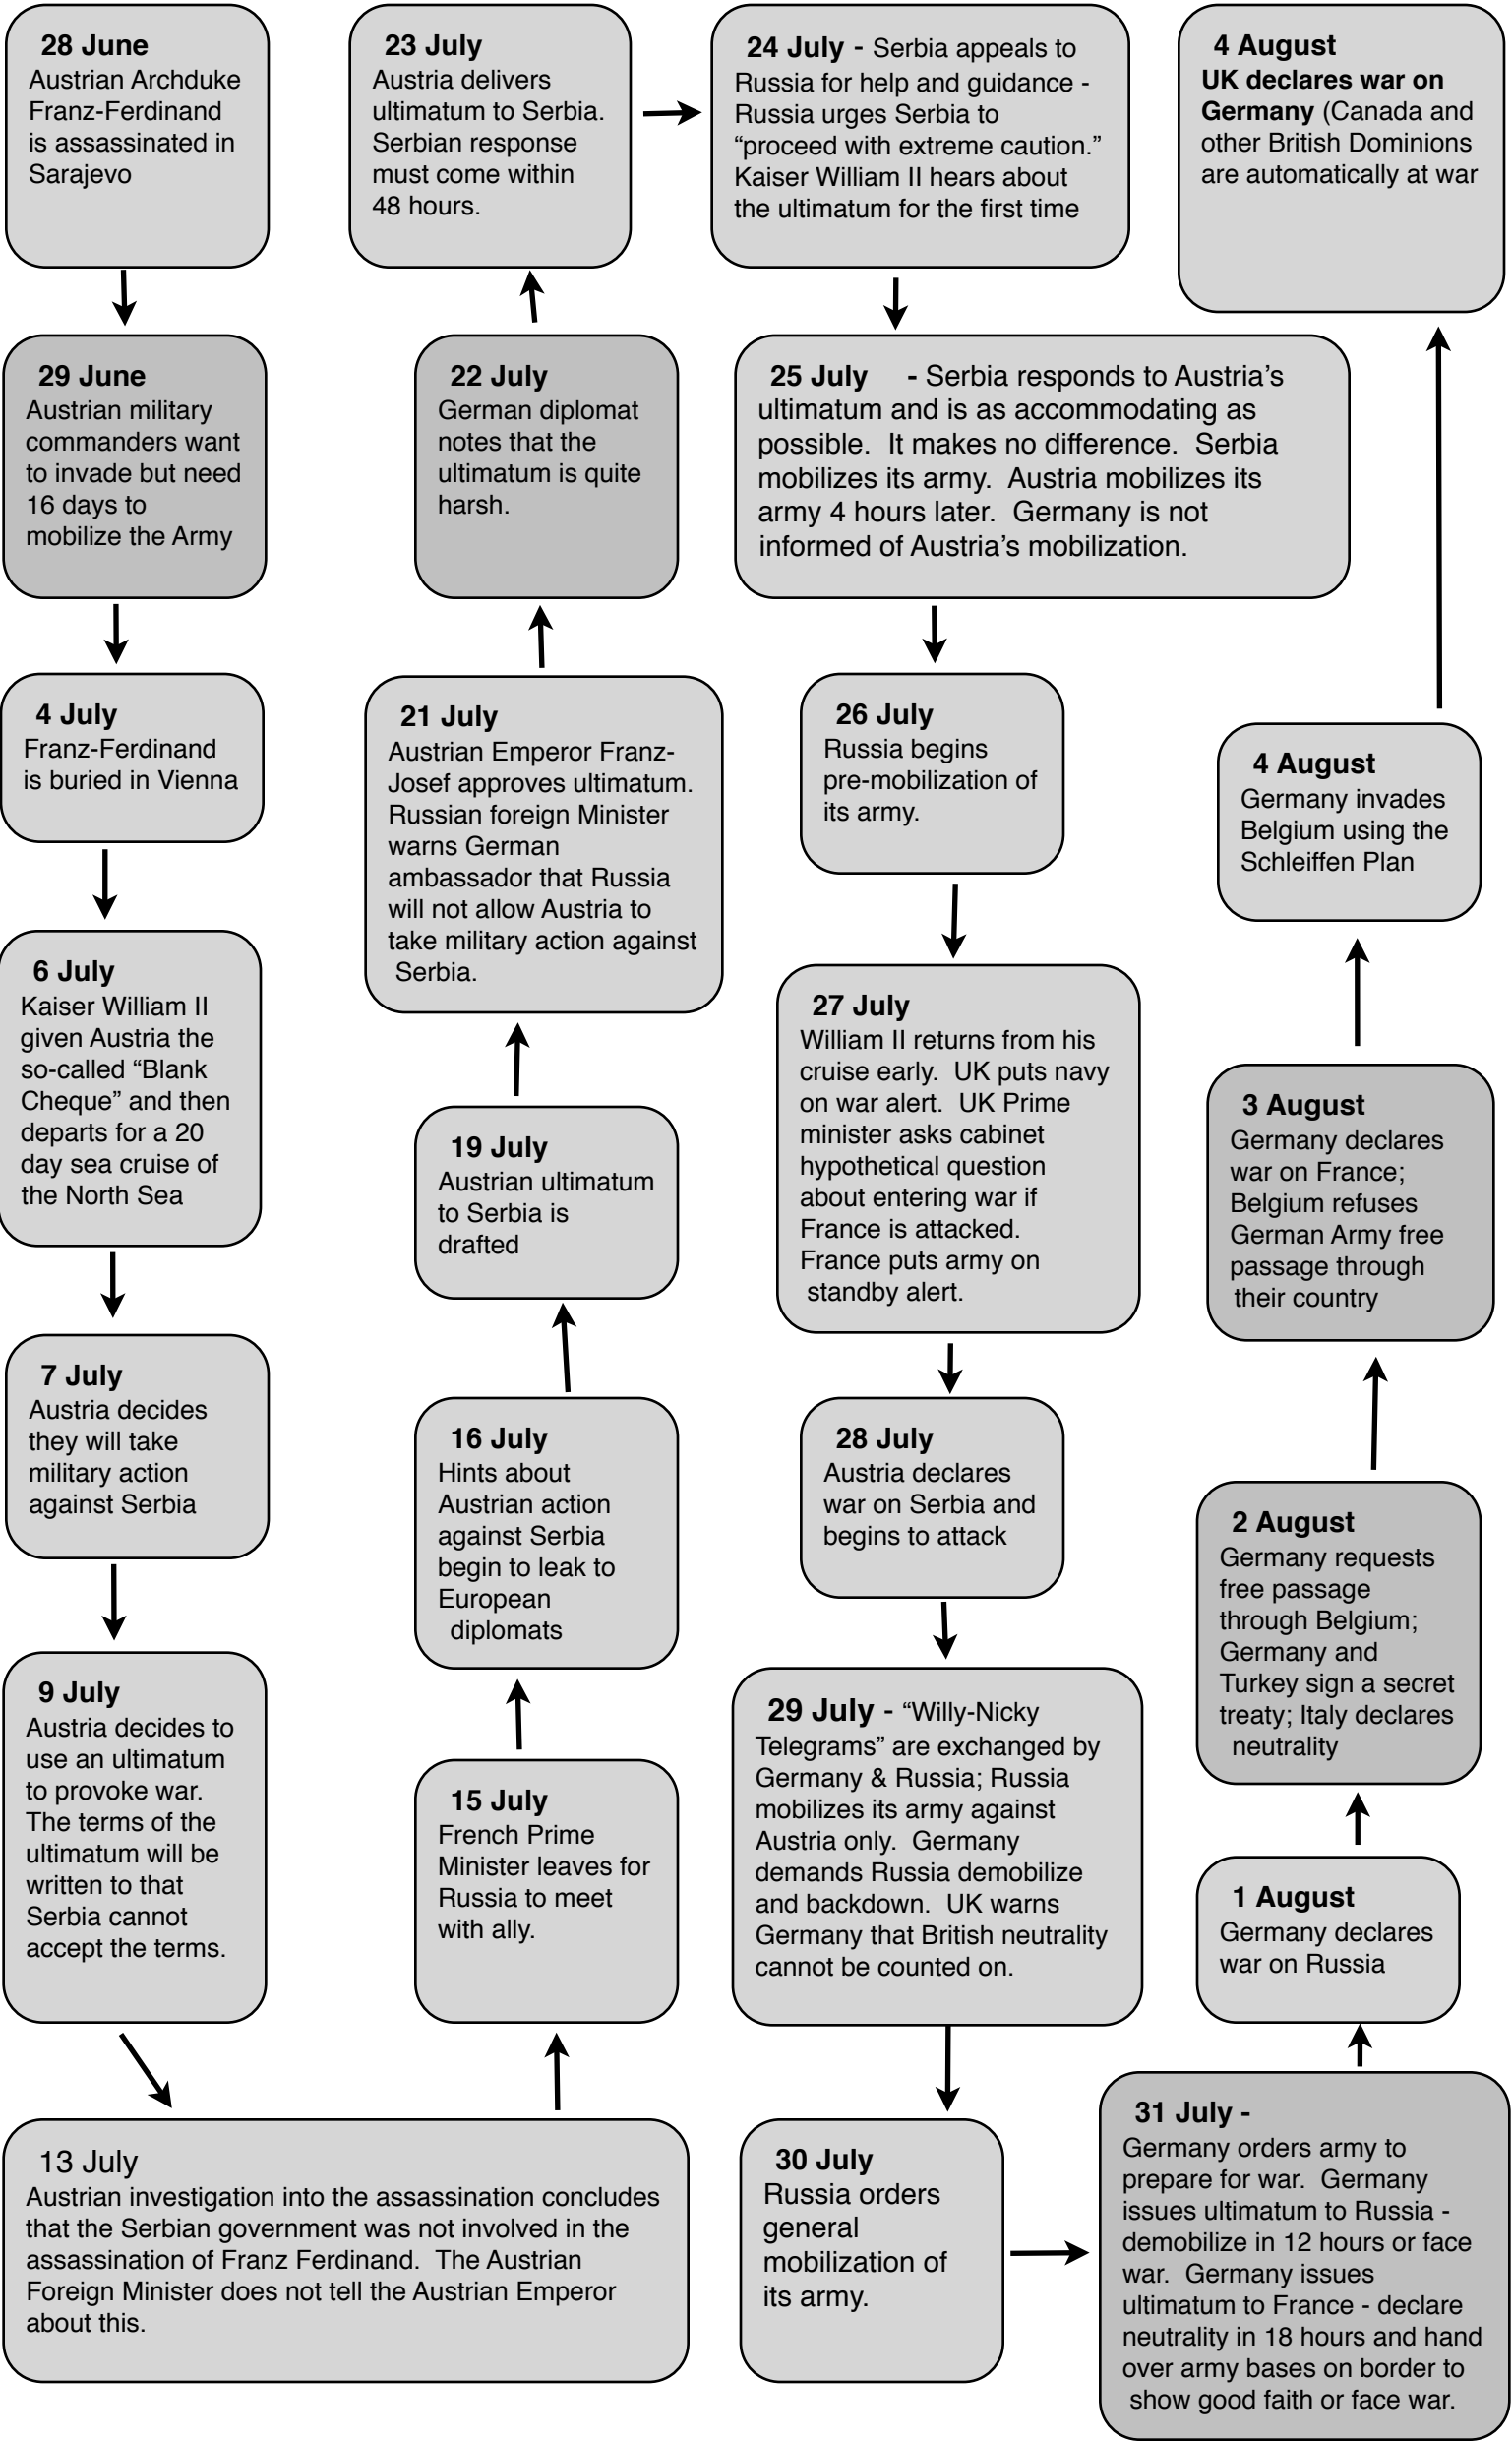 28 June
Austrian Archduke
Franz-Ferdinand
is assassinated in
Sarajevo
29 June
Austrian military
commanders want
to invade but need
16 days to
mobilize the Army
4 July
Franz-Ferdinand
is buried in Vienna
6 July
Kaiser William II
given Austria the
so-called “Blank
Cheque” and then
departs for a 20
day sea cruise of
the North Sea
7 July
Austria decides
they will take
military action
against Serbia
9 July
Austria decides to
use an ultimatum
to provoke war.
The terms of the
ultimatum will be
written to that
Serbia cannot
accept the terms.
13 July
Austrian investigation into the assassination concludes
that the Serbian government was not involved in the
assassination of Franz Ferdinand.  The Austrian
Foreign Minister does not tell the Austrian Emperor
about this.
15 July
French Prime
Minister leaves for
Russia to meet
with ally.
16 July
Hints about
Austrian action
against Serbia
begin to leak to
European
diplomats
19 July
Austrian ultimatum
to Serbia is
drafted
21 July
Austrian Emperor Franz-
Josef approves ultimatum.
Russian foreign Minister
warns German
ambassador that Russia
will not allow Austria to
take military action against
Serbia.
22 July
German diplomat
notes that the
ultimatum is quite
harsh.
23 July
Austria delivers
ultimatum to Serbia.
Serbian response
must come within
48 hours.
24 July - Serbia appeals to
Russia for help and guidance -
Russia urges Serbia to
“proceed with extreme caution.”
Kaiser William II hears about
the ultimatum for the first time
25 July - Serbia responds to Austria’s
ultimatum and is as accommodating as
possible.  It makes no difference.  Serbia
mobilizes its army.  Austria mobilizes its
army 4 hours later.  Germany is not
informed of Austria’s mobilization.
26 July
Russia begins
pre-mobilization of
its army.
27 July
William II returns from his
cruise early.  UK puts navy
on war alert.  UK Prime
minister asks cabinet
hypothetical question
about entering war if
France is attacked.
France puts army on
standby alert.
28 July
Austria declares
war on Serbia and
begins to attack
29 July - “Willy-Nicky
Telegrams” are exchanged by
Germany & Russia; Russia
mobilizes its army against
Austria only.  Germany
demands Russia demobilize
and backdown.  UK warns
Germany that British neutrality
cannot be counted on.
30 July
Russia orders
general
mobilization of
its army.
31 July -
Germany orders army to
prepare for war.  Germany
issues ultimatum to Russia -
demobilize in 12 hours or face
war.  Germany issues
ultimatum to France - declare
neutrality in 18 hours and hand
over army bases on border to
show good faith or face war.
1 August
Germany declares
war on Russia
2 August
Germany requests
free passage
through Belgium;
Germany and
Turkey sign a secret
treaty; Italy declares
neutrality
3 August
Germany declares
war on France;
Belgium refuses
German Army free
passage through
their country
4 August
Germany invades
Belgium using the
Schleiffen Plan
4 August
UK declares war on
Germany (Canada and
other British Dominions
are automatically at war